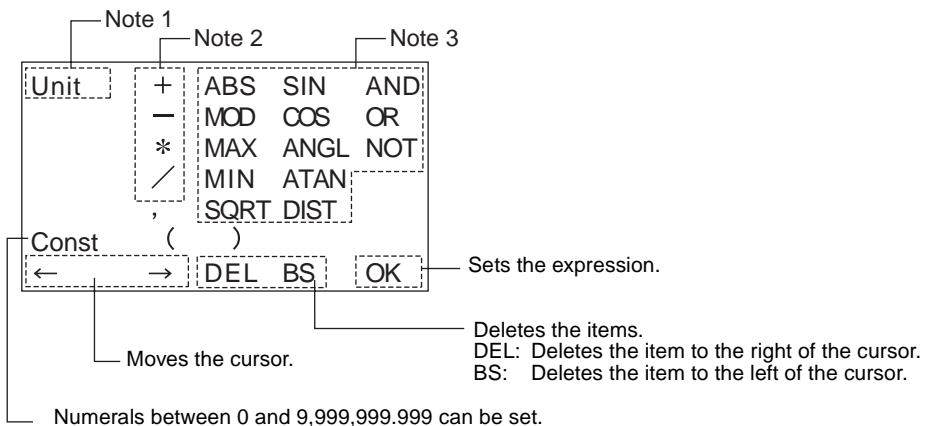 Note 1
Note 2
Note 3
Unit + ABS SIN AND
− MOD COS OR
* MAX ANGL NOT
/ MIN ATAN
, SQRT DIST
Const ( )
← → DEL BS OK
Sets the expression.
Deletes the items.
DEL: Deletes the item to the right of the cursor.
BS: Deletes the item to the left of the cursor.
Moves the cursor.
Numerals between 0 and 9,999,999.999 can be set.